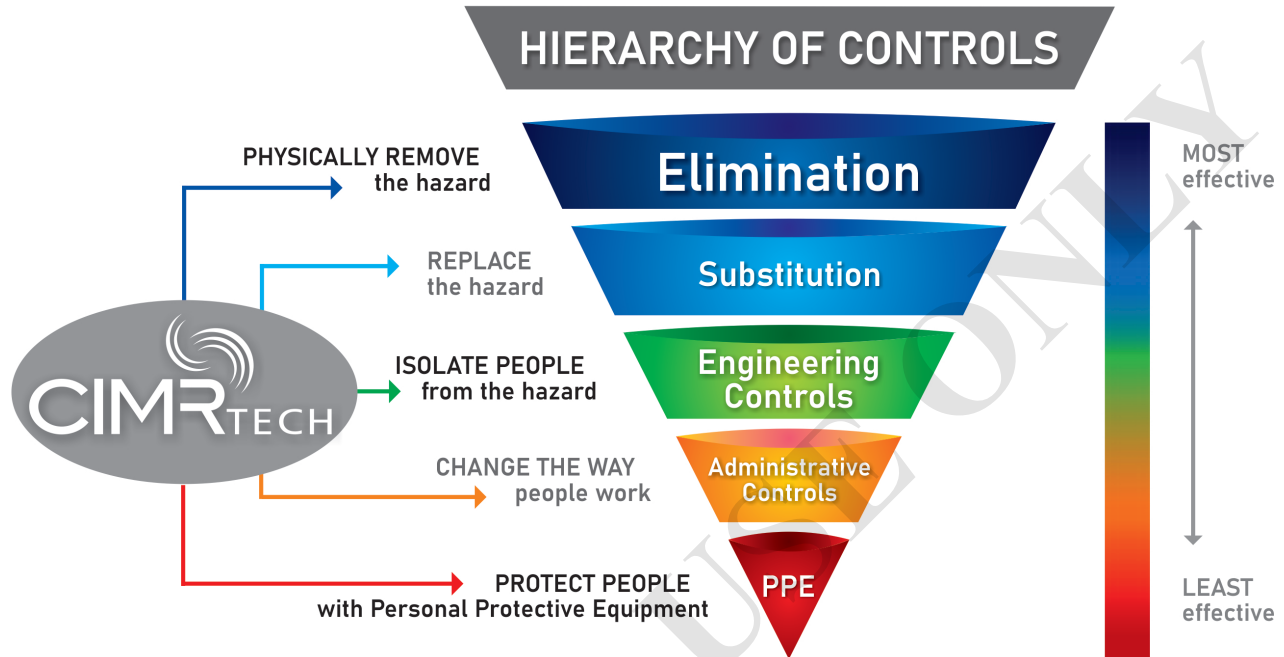 HIERARCHY OF CONTROLS
PHYSICALLY REMOVE
the hazard
Elimination
MOST
effective
REPLACE
the hazard
Substitution
CIMRTECH
ISOLATE PEOPLE
from the hazard
Engineering
Controls
CHANGE THE WAY
people work
Administrative
Controls
PROTECT PEOPLE
with Personal Protective Equipment
PPE
LEAST
effective
USE ONLY